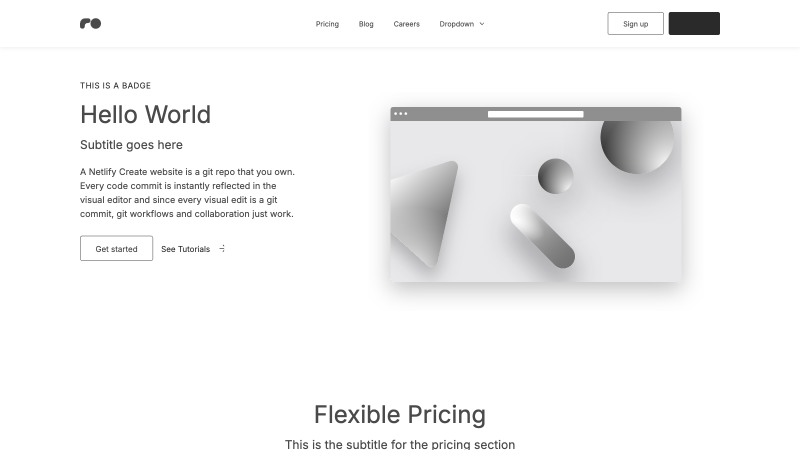 Pricing
Blog
Careers
Dropdown
Sign up
THIS IS A BADGE
Hello World
Subtitle goes here
A Netlify Create website is a git repo that you own.
Every code commit is instantly reflected in the
visual editor and since every visual edit is a git
commit, git workflows and collaboration just work.
Get started
See Tutorials
Flexible Pricing
This is the subtitle for the pricing section